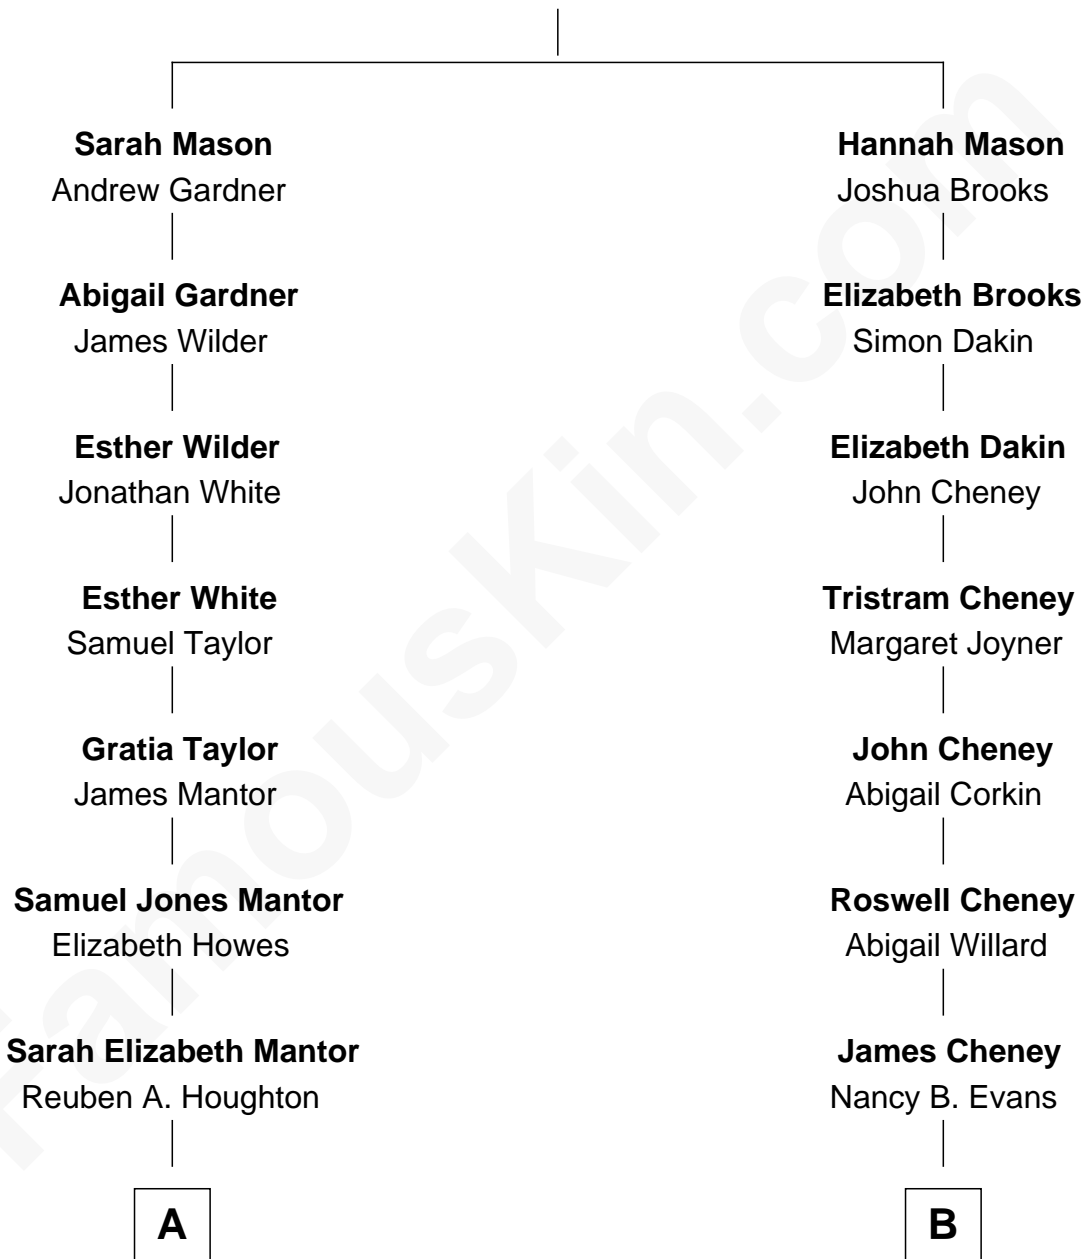 Sarah Mason
Andrew Gardner
Abigail Gardner
James Wilder
Esther Wilder
Jonathan White
Esther White
Samuel Taylor
Gratia Taylor
James Mantor
Samuel Jones Mantor
Elizabeth Howes
Sarah Elizabeth Mantor
Reuben A. Houghton
A
Hannah Mason
Joshua Brooks
Elizabeth Brooks
Simon Dakin
Elizabeth Dakin
John Cheney
Tristram Cheney
Margaret Joyner
John Cheney
Abigail Corkin
Roswell Cheney
Abigail Willard
James Cheney
Nancy B. Evans
B
FamousKin.com